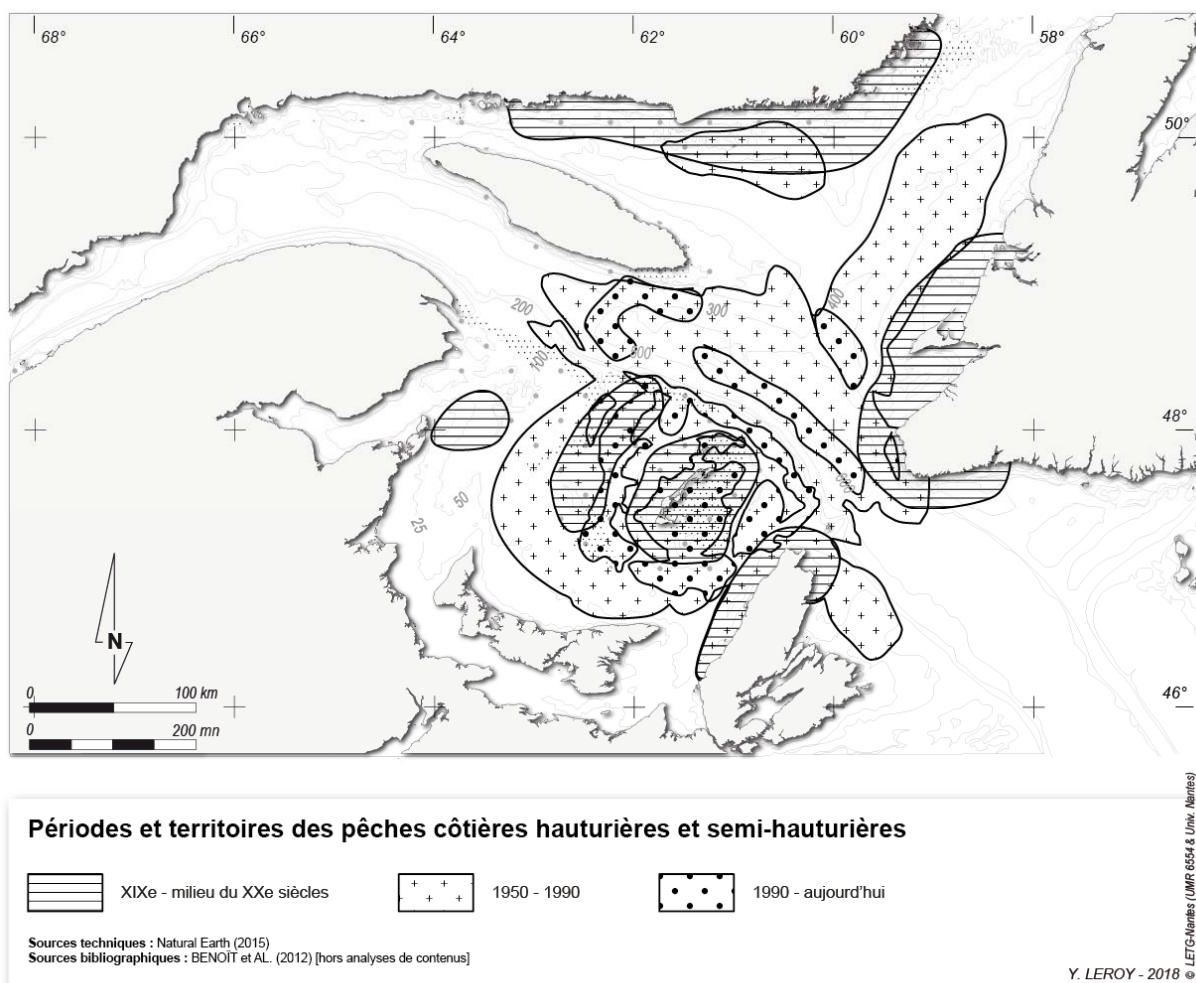 68° 66° 64° 62° 60° 58°
50°
400
200
300
100
500
48°
500
50
25
N
46°
0 100 km
0 200 mn
Périodes et territoires des pêches côtières hauturières et semi-hauturières
XIXe - milieu du XXe siècles 1950 - 1990 1990 - aujourd'hui
Sources techniques : Natural Earth (2015)
Sources bibliographiques : BENOÎT et AL. (2012) [hors analyses de contenus]
Y. LEROY - 2018
© LETG-Nantes (UMR 6554 & Univ. Nantes)